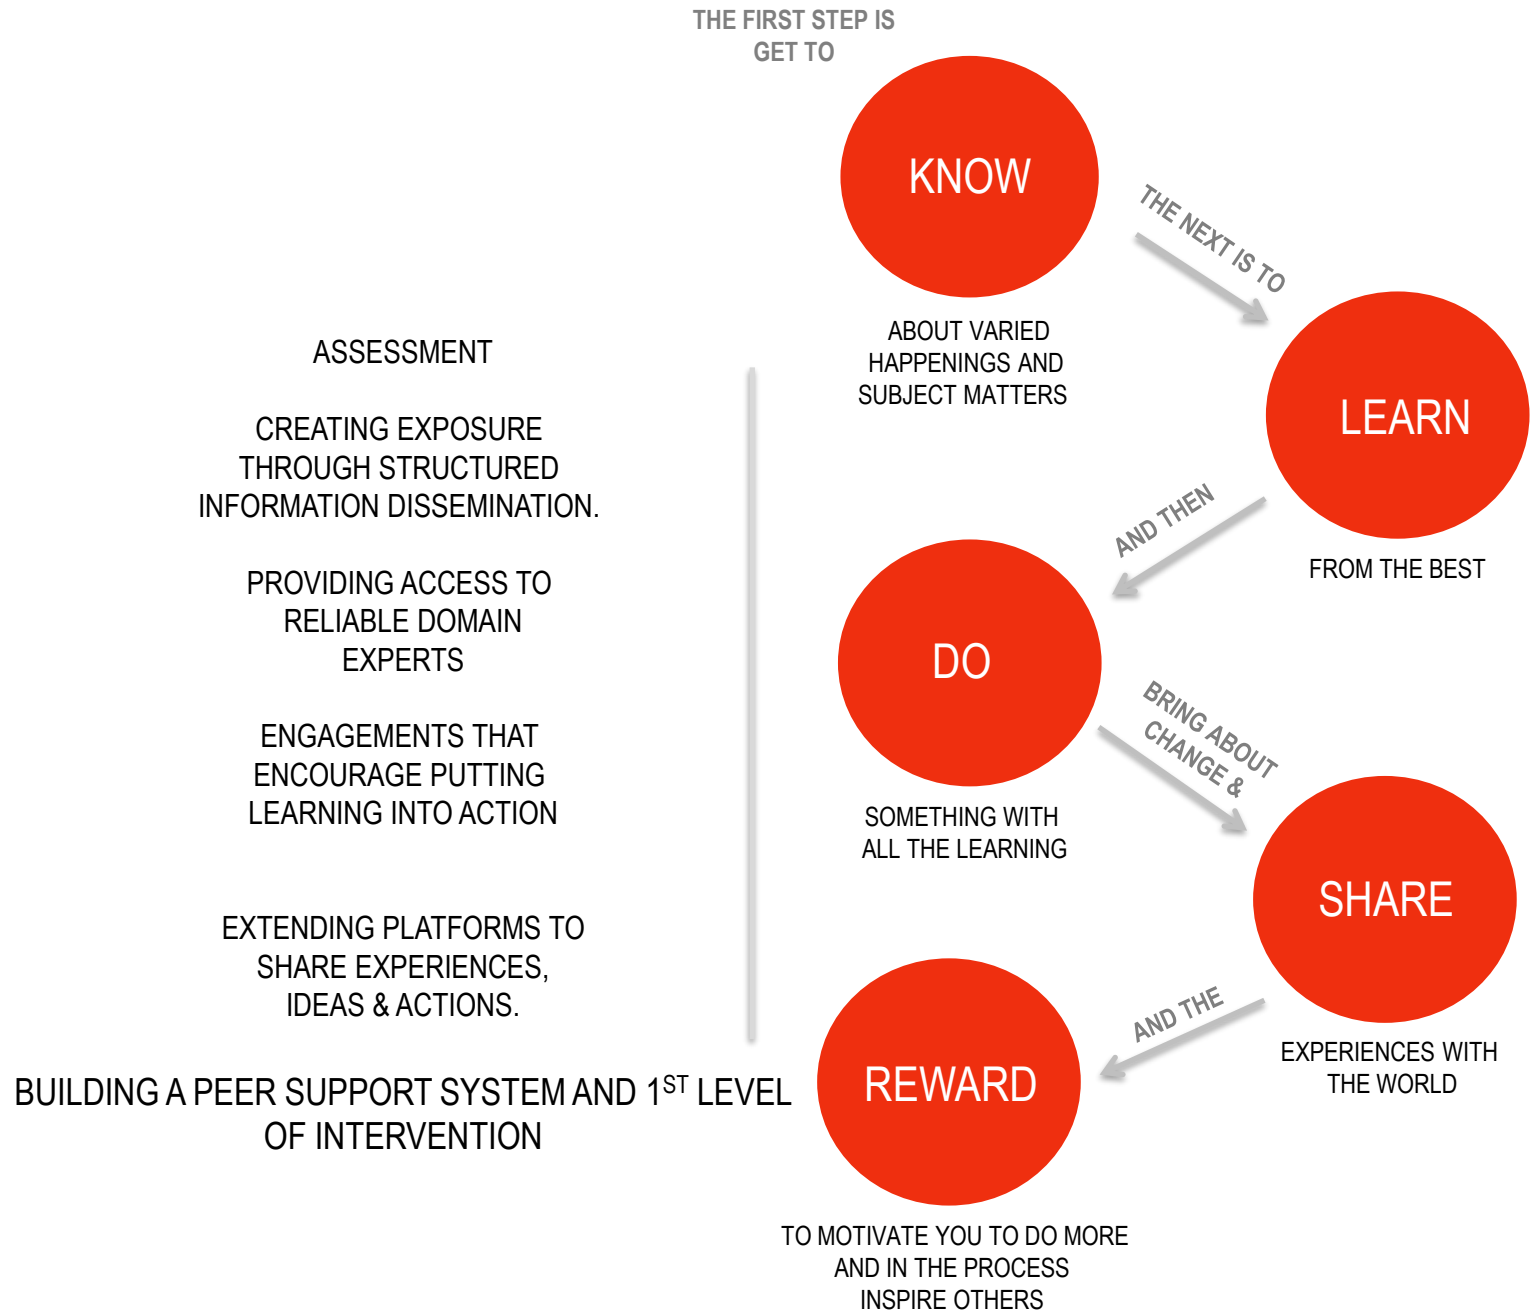 THE FIRST STEP IS
GET TO
KNOW
ABOUT VARIED
HAPPENINGS AND
SUBJECT MATTERS
THE NEXT IS TO
LEARN
FROM THE BEST
AND THEN
DO
SOMETHING WITH
ALL THE LEARNING
BRING ABOUT
CHANGE &
SHARE
EXPERIENCES WITH
THE WORLD
AND THE
REWARD
TO MOTIVATE YOU TO DO MORE
AND IN THE PROCESS
INSPIRE OTHERS
ASSESSMENT
CREATING EXPOSURE
THROUGH STRUCTURED
INFORMATION DISSEMINATION.
PROVIDING ACCESS TO
RELIABLE DOMAIN
EXPERTS
ENGAGEMENTS THAT
ENCOURAGE PUTTING
LEARNING INTO ACTION
EXTENDING PLATFORMS TO
SHARE EXPERIENCES,
IDEAS & ACTIONS.
BUILDING A PEER SUPPORT SYSTEM AND 1ST LEVEL
OF INTERVENTION